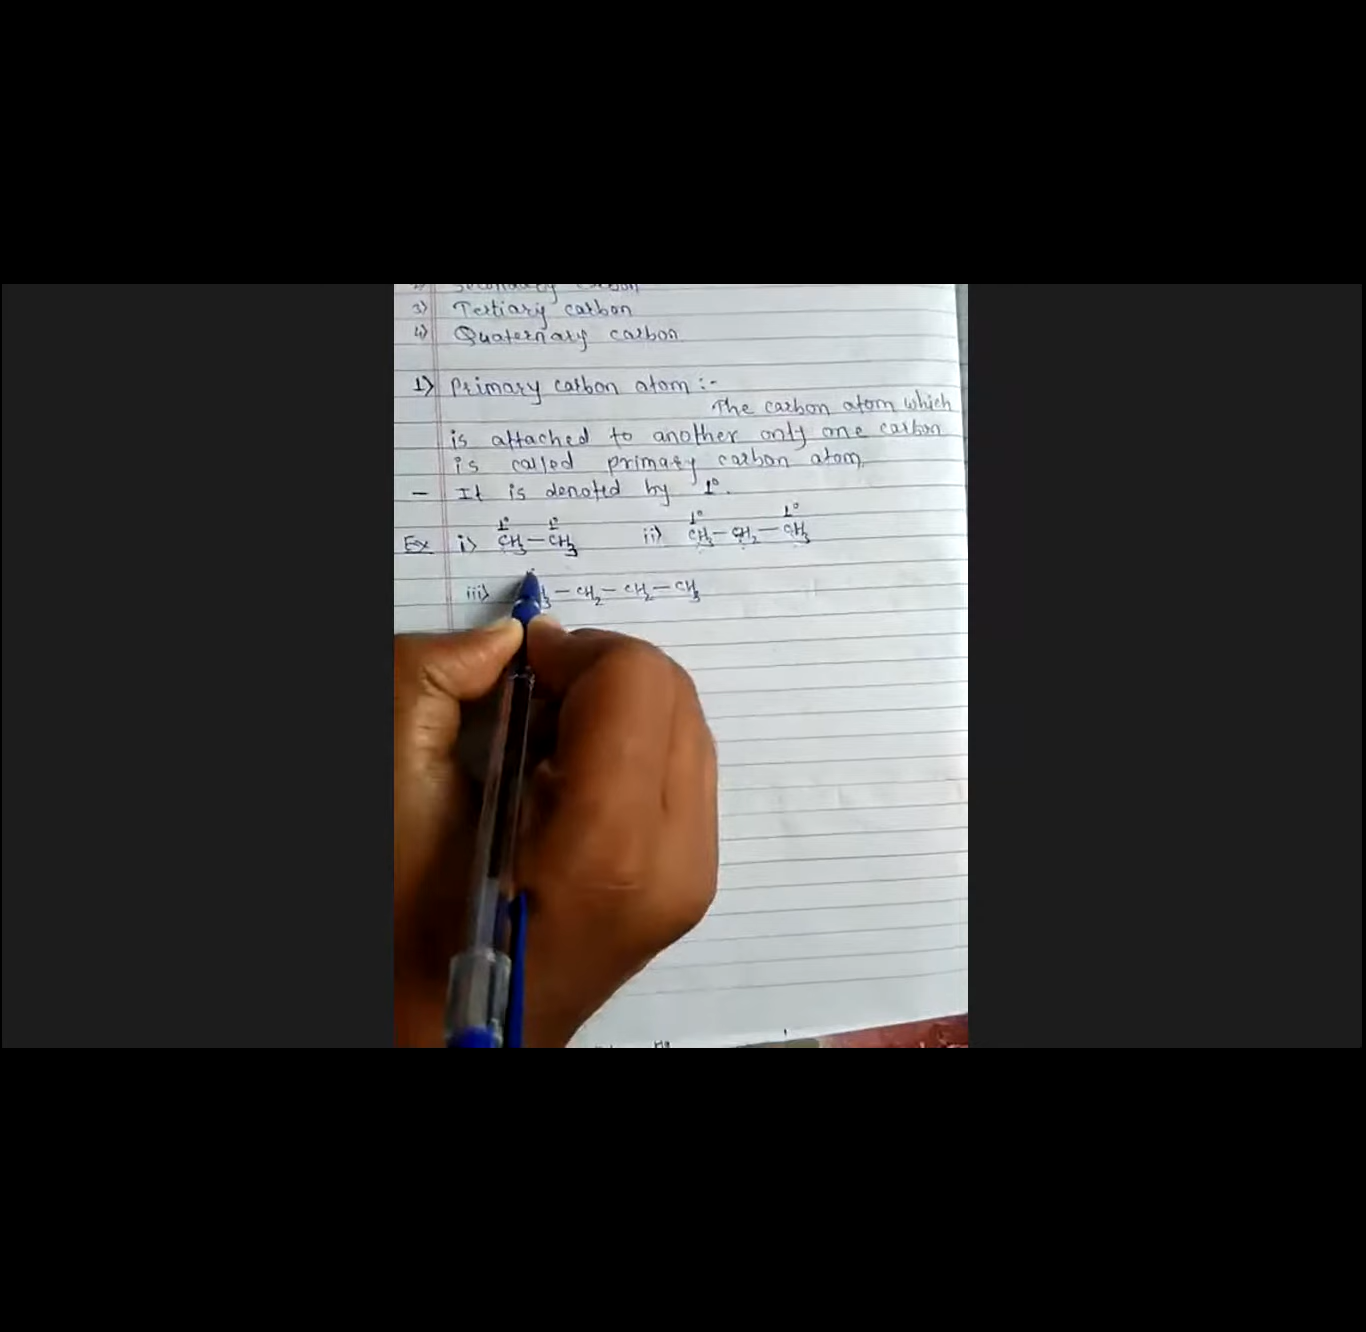 3) Tertiary carbon
4) Quaternary carbon
1) Primary carbon atom :-
The carbon atom which
is attached to another only one carbon
is called primary carbon atom.
– It is denoted by 1°.
1° 1° 1° 1°
Ex i) CH₃ – CH₃ ii) CH₃ – CH₂ – CH₃
iii) – CH₂ – CH₂ – CH₃